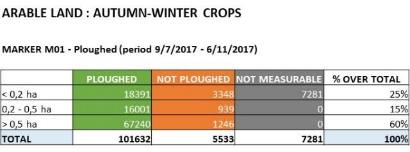 ARABLE LAND : AUTUMN-WINTER CROPS
MARKER M01 - Ploughed (period 9/7/2017 - 6/11/2017)
PLOUGHED NOT PLOUGHED NOT MEASURABLE % OVER TOTAL
< 0,2 ha 18391 3348 7281 25%
0,2 - 0,5 ha 16001 939 0 15%
> 0,5 ha 67240 1246 0 60%
TOTAL 101632 5533 7281 100%